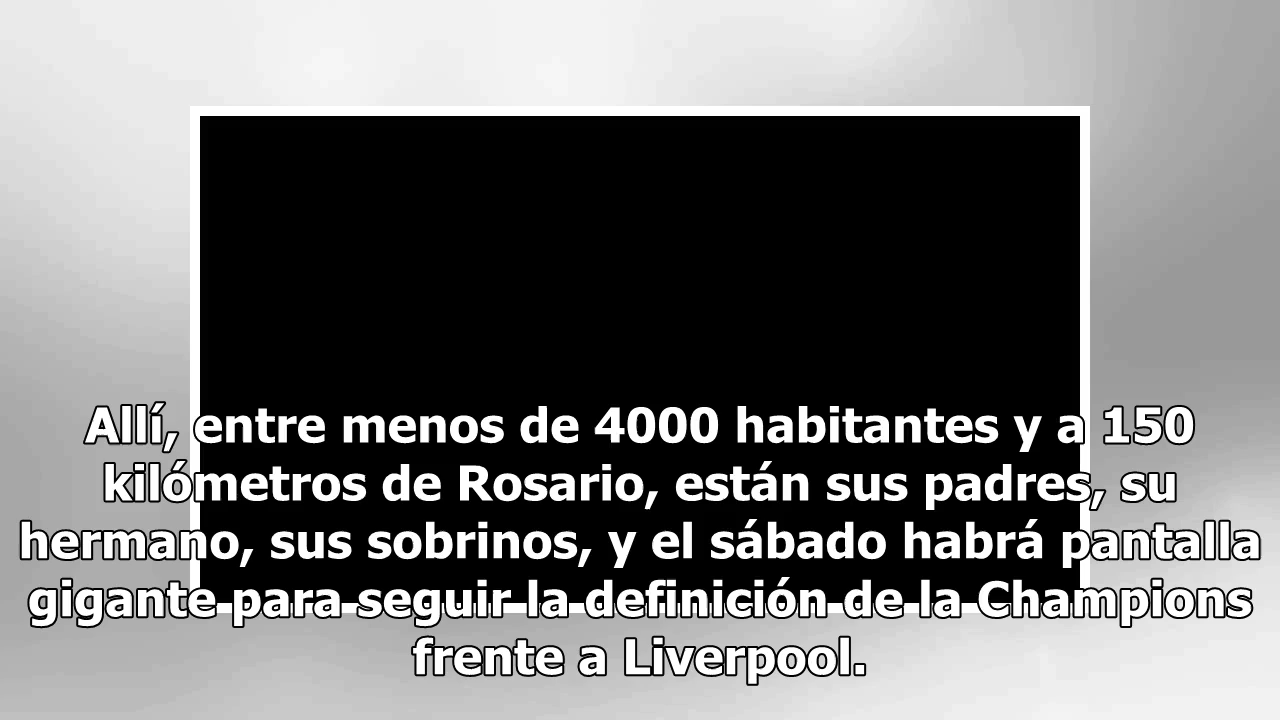 Allí, entre menos de 4000 habitantes y a 150
kilómetros de Rosario, están sus padres, su
hermano, sus sobrinos, y el sábado habrá pantalla
gigante para seguir la definición de la Champions
frente a Liverpool.